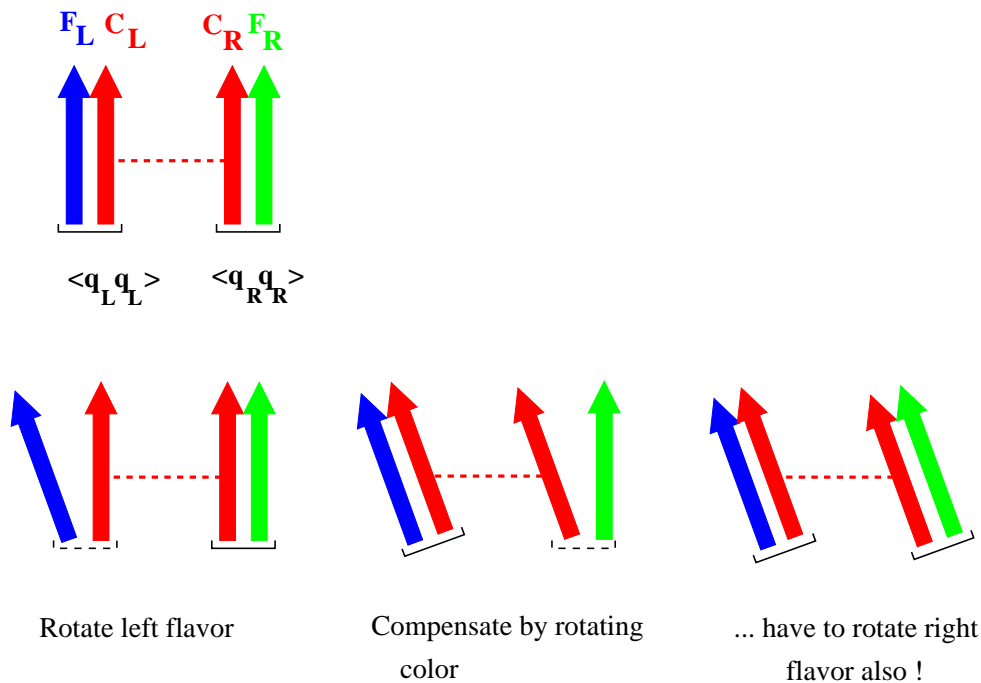 F_L C_L C_R F_R
<q_L q_L> <q_R q_R>
Rotate left flavor
Compensate by rotating
color
... have to rotate right
flavor also !